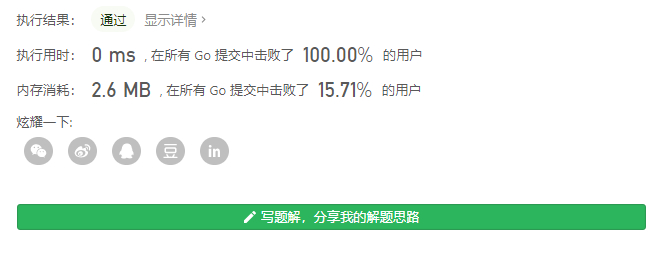 执行结果： 通过 显示详情 ›
执行用时： 0 ms , 在所有 Go 提交中击败了 100.00% 的用户
内存消耗： 2.6 MB , 在所有 Go 提交中击败了 15.71% 的用户
炫耀一下:
豆 in
写题解，分享我的解题思路